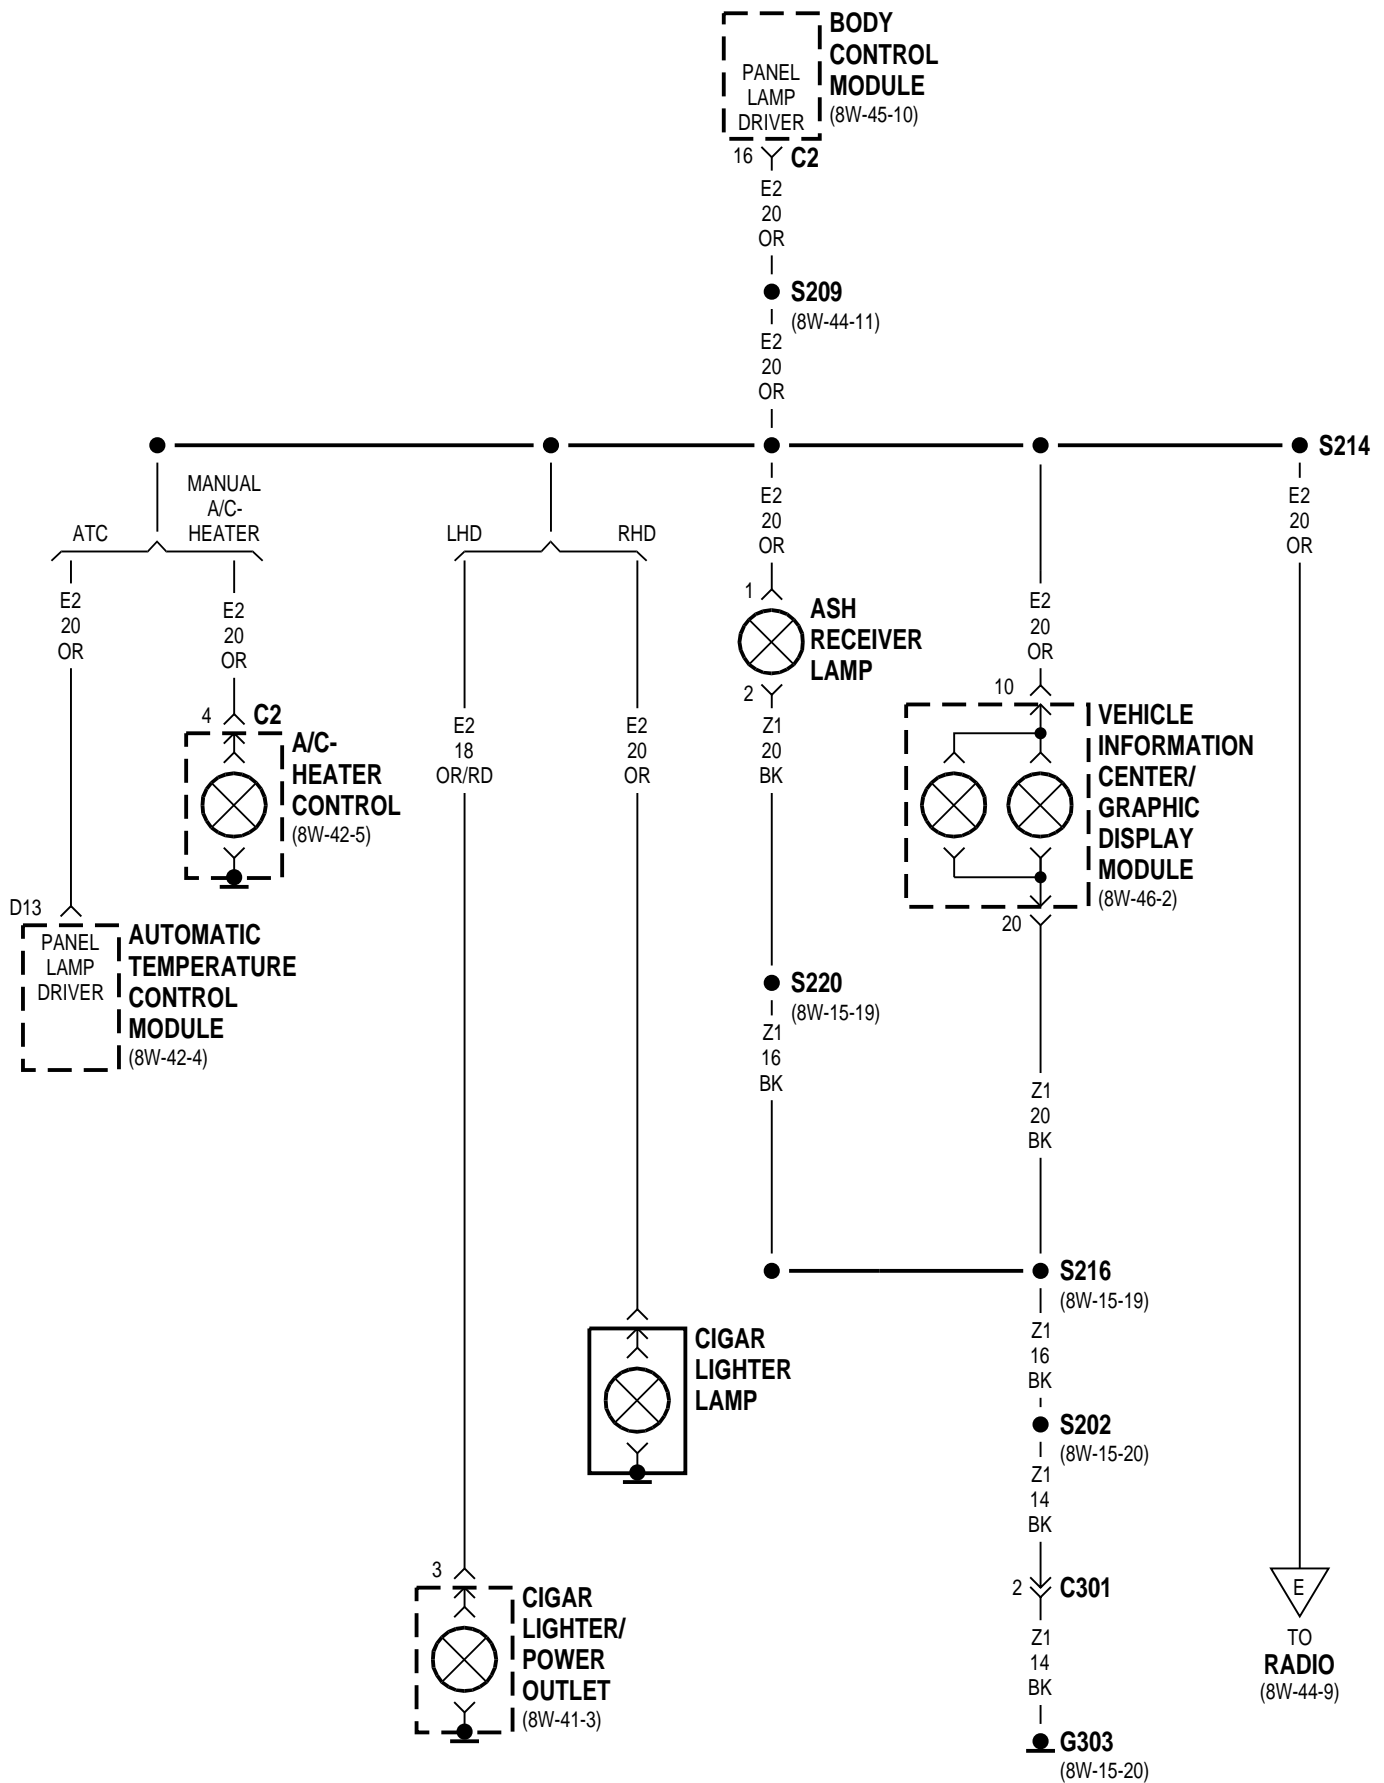 BODY
CONTROL
MODULE
(8W-45-10)
PANEL
LAMP
DRIVER
16
C2
E2
20
OR
S209
(8W-44-11)
E2
20
OR
S214
MANUAL
A/C-
HEATER
ATC
LHD
RHD
E2
20
OR
E2
20
OR
E2
20
OR
E2
20
OR
1
ASH
RECEIVER
LAMP
2
E2
20
OR
4
C2
A/C-
HEATER
CONTROL
(8W-42-5)
E2
18
OR/RD
E2
20
OR
Z1
20
BK
10
VEHICLE
INFORMATION
CENTER/
GRAPHIC
DISPLAY
MODULE
(8W-46-2)
20
D13
PANEL
LAMP
DRIVER
AUTOMATIC
TEMPERATURE
CONTROL
MODULE
(8W-42-4)
S220
(8W-15-19)
Z1
16
BK
Z1
20
BK
S216
(8W-15-19)
Z1
16
BK
CIGAR
LIGHTER
LAMP
S202
(8W-15-20)
Z1
14
BK
3
CIGAR
LIGHTER/
POWER
OUTLET
(8W-41-3)
2
C301
Z1
14
BK
G303
(8W-15-20)
E
TO
RADIO
(8W-44-9)